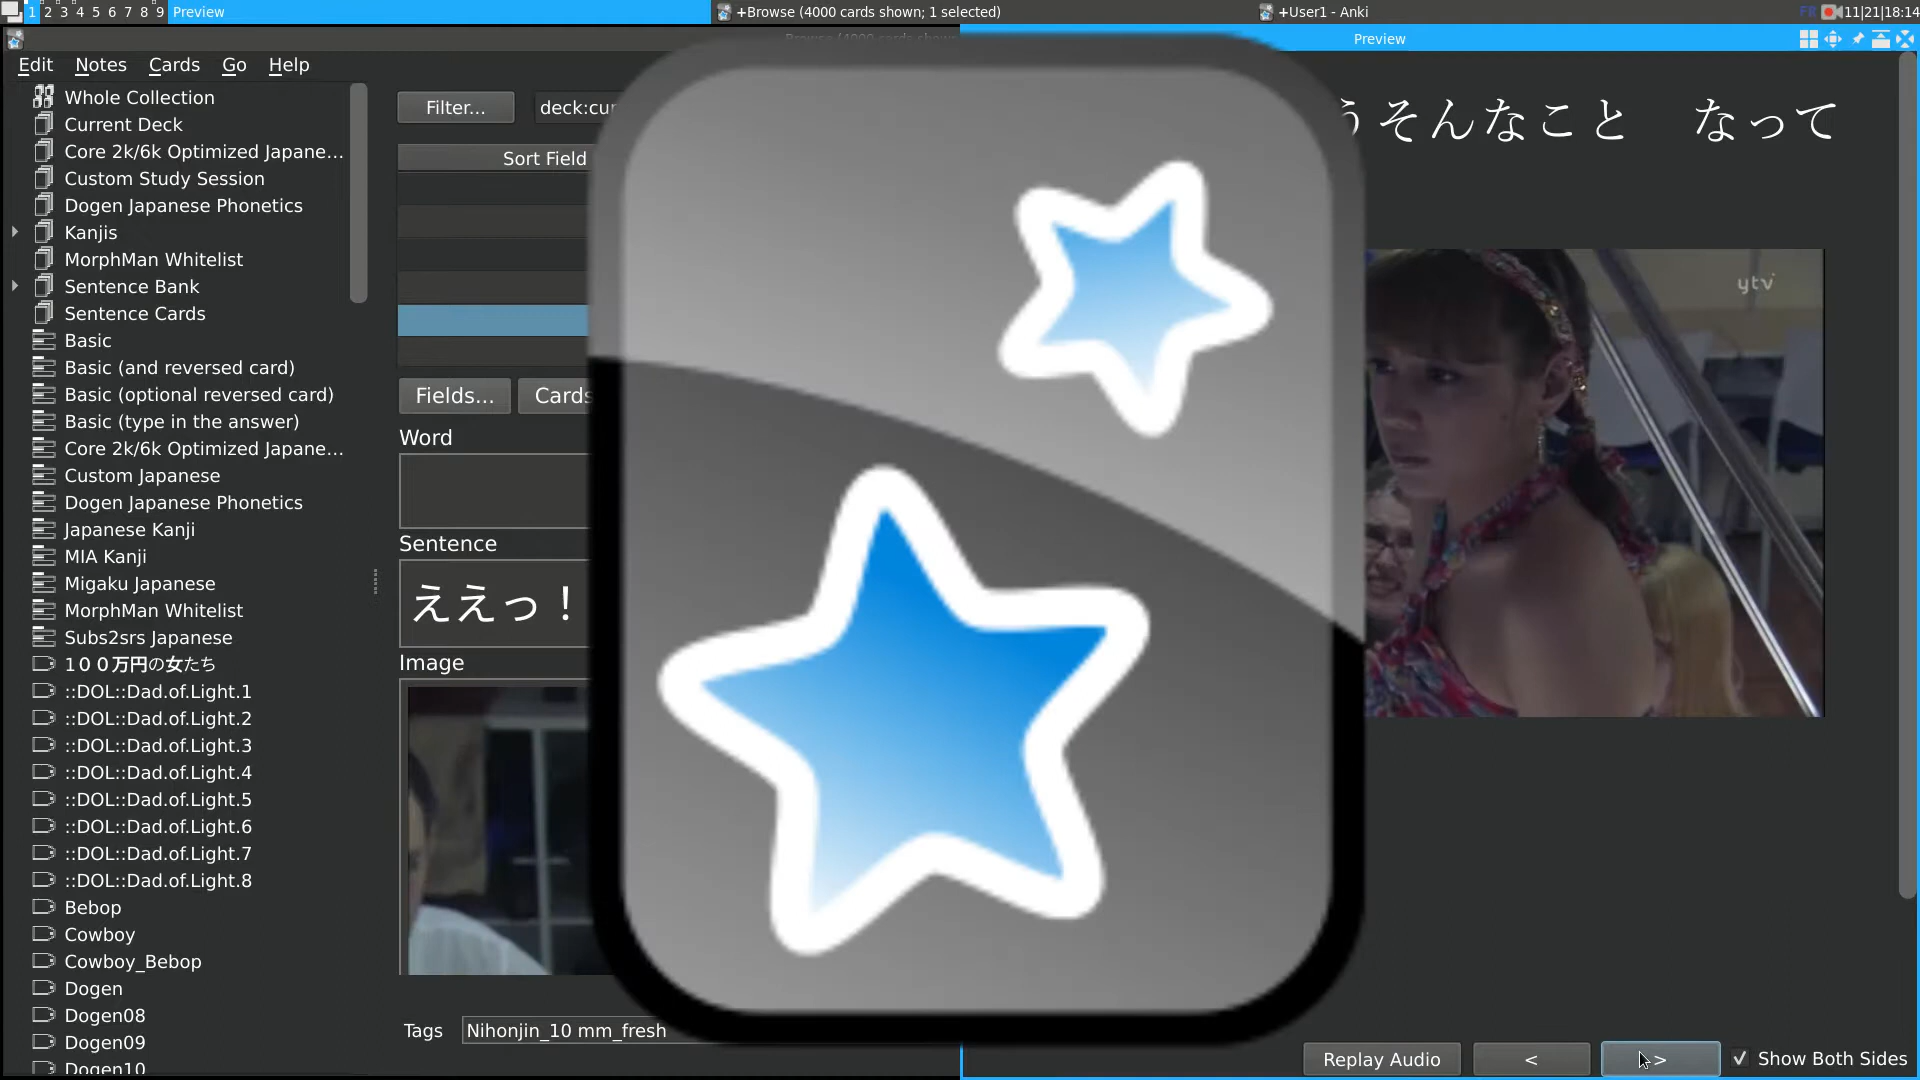 1 2 3 4 5 6 7 8 9 Preview
+Browse (4000 cards shown; 1 selected)
+User1 - Anki
FR
11|21|18:14
Preview
Edit Notes Cards Go Help
Whole Collection
Current Deck
Core 2k/6k Optimized Japane...
Custom Study Session
Dogen Japanese Phonetics
Kanjis
MorphMan Whitelist
Sentence Bank
Sentence Cards
Basic
Basic (and reversed card)
Basic (optional reversed card)
Basic (type in the answer)
Core 2k/6k Optimized Japane...
Custom Japanese
Dogen Japanese Phonetics
Japanese Kanji
MIA Kanji
Migaku Japanese
MorphMan Whitelist
Subs2srs Japanese
１００万円の女たち
::DOL::Dad.of.Light.1
::DOL::Dad.of.Light.2
::DOL::Dad.of.Light.3
::DOL::Dad.of.Light.4
::DOL::Dad.of.Light.5
::DOL::Dad.of.Light.6
::DOL::Dad.of.Light.7
::DOL::Dad.of.Light.8
Bebop
Cowboy
Cowboy_Bebop
Dogen
Dogen08
Dogen09
Dogen10
Filter...
deck:cur
Sort Field
Fields...
Cards
Word
Sentence
ええっ！
Image
Tags
Nihonjin_10 mm_fresh
うそんなこと　なって
ytv
Replay Audio
<
>
Show Both Sides